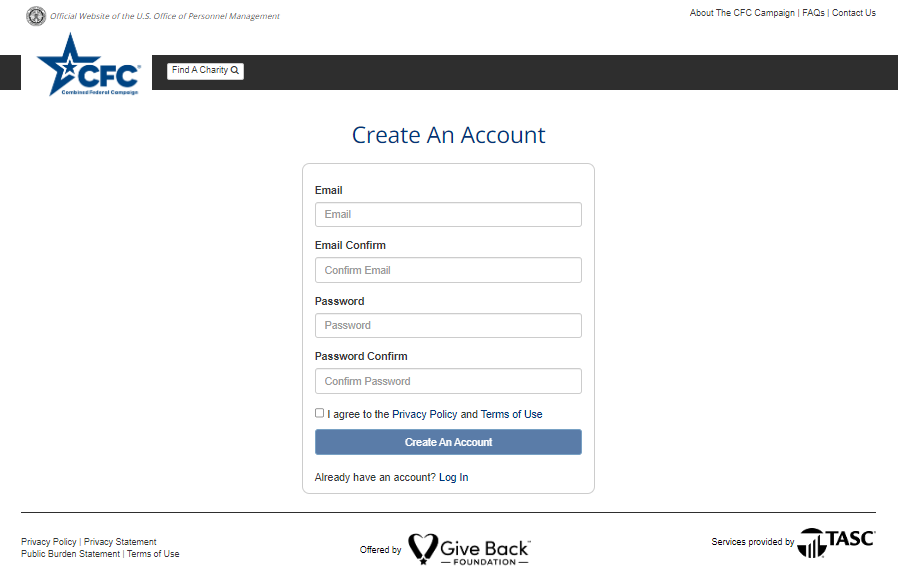 Official Website of the U.S. Office of Personnel Management
About The CFC Campaign | FAQs | Contact Us
CFC
Combined Federal Campaign
Find A Charity
Create An Account
Email
Email
Email Confirm
Confirm Email
Password
Password
Password Confirm
Confirm Password
I agree to the Privacy Policy and Terms of Use
Create An Account
Already have an account? Log In
Privacy Policy | Privacy Statement
Public Burden Statement | Terms of Use
Offered by
Give Back™
FOUNDATION
Services provided by
TASC